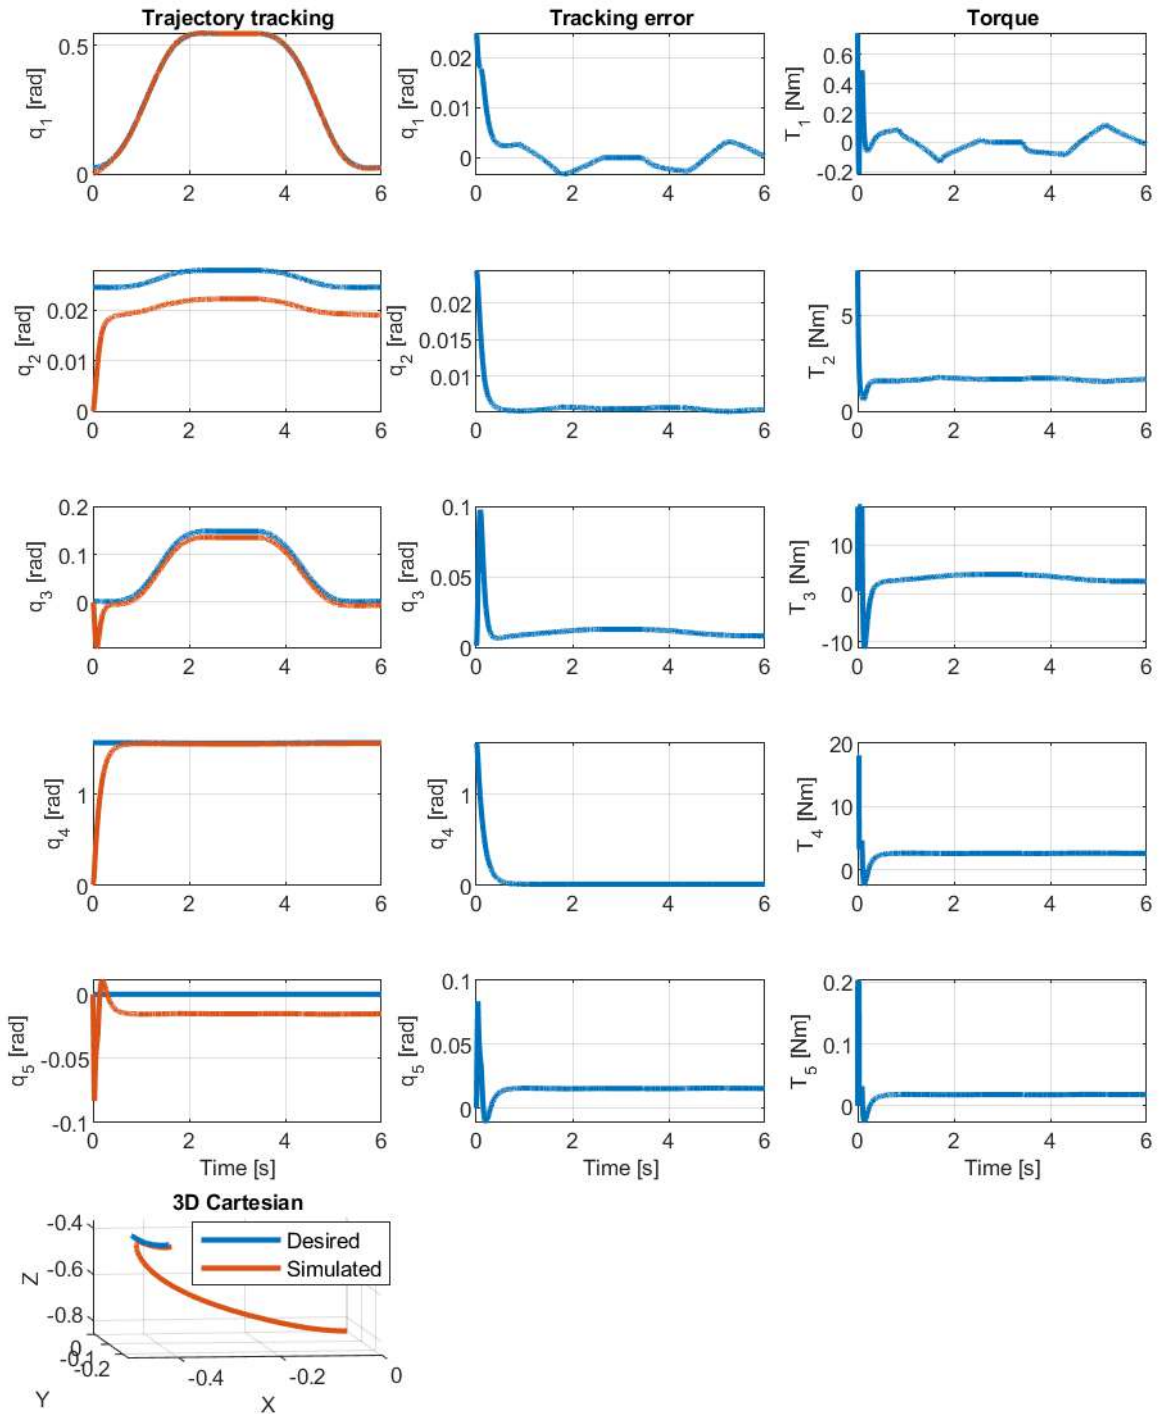 Trajectory tracking
Tracking error
Torque
q1 [rad]
0.5
0
0 2 4 6
q1 [rad]
0.02
0.01
0
0 2 4 6
T1 [Nm]
0.6
0.4
0.2
0
-0.2
0 2 4 6
q2 [rad]
0.02
0.01
0
0 2 4 6
q2 [rad]
0.02
0.015
0.01
0 2 4 6
T2 [Nm]
5
0
0 2 4 6
q3 [rad]
0.2
0.1
0
0 2 4 6
q3 [rad]
0.1
0.05
0
0 2 4 6
T3 [Nm]
10
0
-10
0 2 4 6
q4 [rad]
1
0
0 2 4 6
q4 [rad]
1
0
0 2 4 6
T4 [Nm]
20
10
0
0 2 4 6
q5 [rad]
0
-0.05
-0.1
0 2 4 6
Time [s]
q5 [rad]
0.1
0.05
0
0 2 4 6
Time [s]
T5 [Nm]
0.2
0.1
0
0 2 4 6
Time [s]
3D Cartesian
Desired
Simulated
Z
-0.4
-0.6
-0.8
0
-0.1
-0.2
Y
-0.4
-0.2
0
X